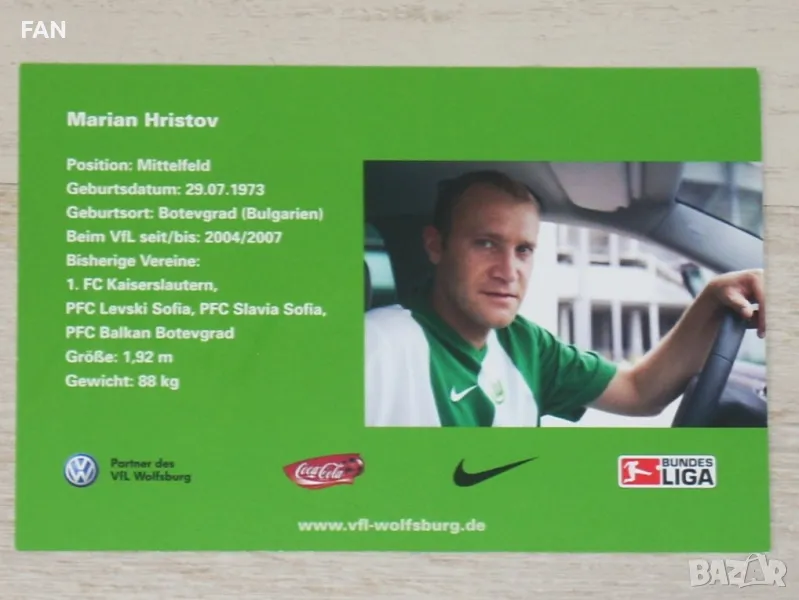 FAN
Marian Hristov
Position: Mittelfeld
Geburtsdatum: 29.07.1973
Geburtsort: Botevgrad (Bulgarien)
Beim VfL seit/bis: 2004/2007
Bisherige Vereine:
1. FC Kaiserslautern,
PFC Levski Sofia, PFC Slavia Sofia,
PFC Balkan Botevgrad
Größe: 1,92 m
Gewicht: 88 kg
Partner des
VfL Wolfsburg
Coca-Cola
BUNDES
LIGA
www.vfl-wolfsburg.de
BAZAR